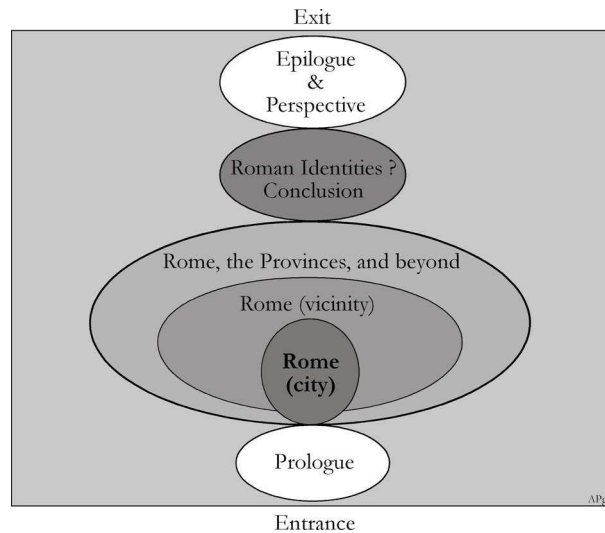 Exit
Epilogue
&
Perspective
Roman Identities ?
Conclusion
Rome, the Provinces, and beyond
Rome (vicinity)
Rome
(city)
Prologue
Entrance